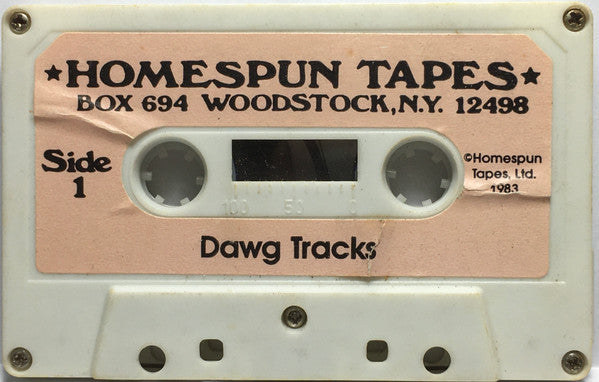 ★HOMESPUN TAPES★
BOX 694 WOODSTOCK, N.Y. 12498
Side
1
©Homespun
Tapes, Ltd.
1983
100 50 0
Dawg Tracks